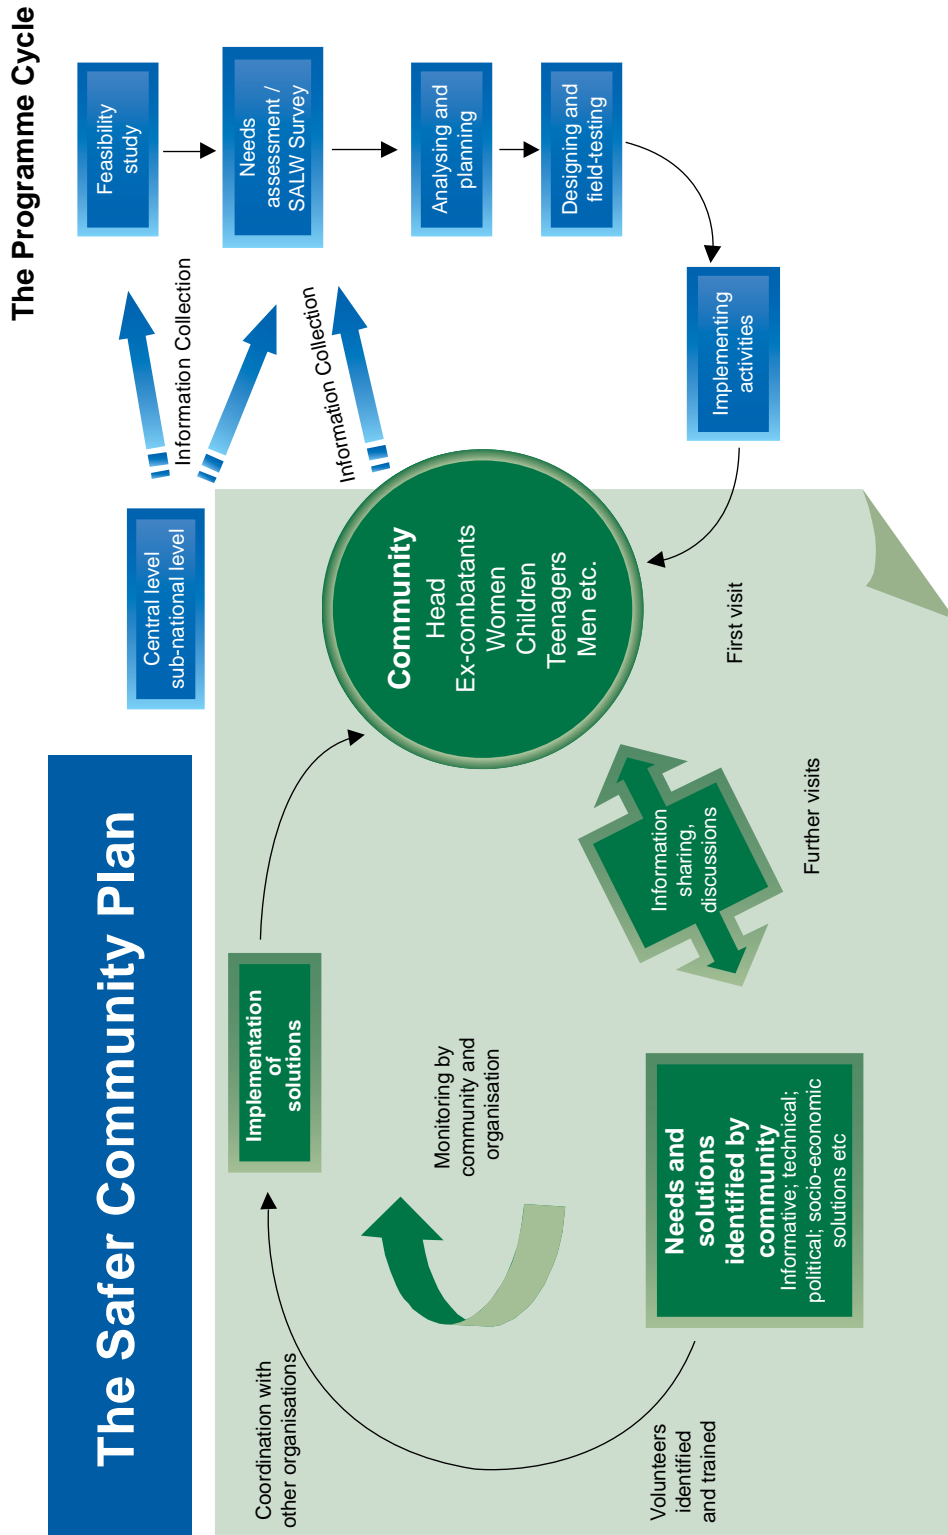 The Programme Cycle
The Safer Community Plan
Central level
sub-national level
Information Collection
Information Collection
Feasibility
study
Needs
assessment /
SALW Survey
Analysing and
planning
Designing and
field-testing
Implementing
activities
Community
Head
Ex-combatants
Women
Children
Teenagers
Men etc.
First visit
Information
sharing,
discussions
Further visits
Needs and
solutions
identified by
community
Informative; technical;
political; socio-economic
solutions etc
Volunteers
identified
and trained
Coordination with
other organisations
Monitoring by
community and
organisation
Implementation
of
solutions